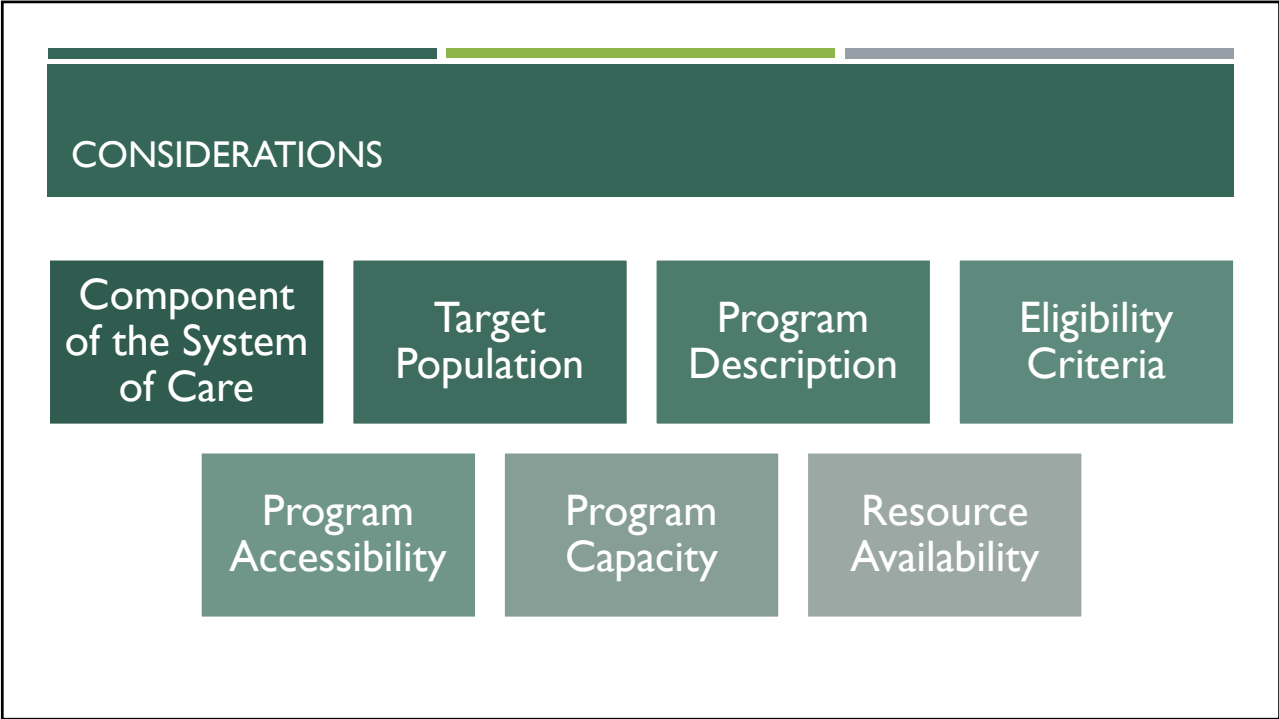 CONSIDERATIONS
Component
of the System
of Care
Target
Population
Program
Description
Eligibility
Criteria
Program
Accessibility
Program
Capacity
Resource
Availability